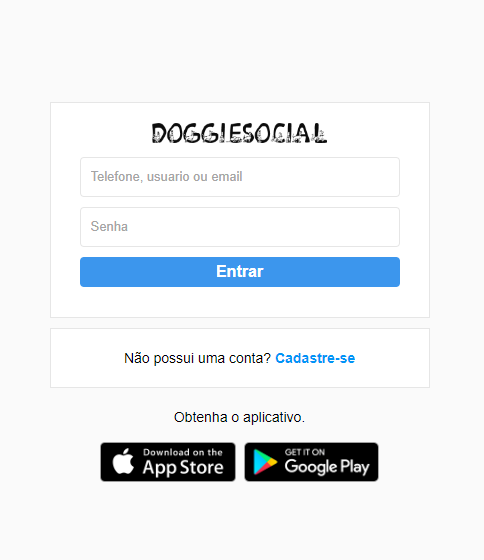 DOGGIESOCIAL
Telefone, usuario ou email
Senha
Entrar
Não possui uma conta? Cadastre-se
Obtenha o aplicativo.
Download on the
App Store
GET IT ON
Google Play